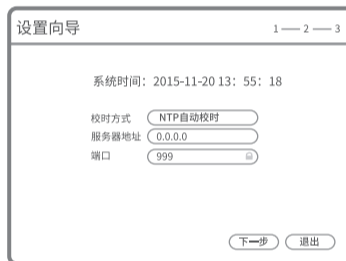 设置向导 1 — 2 — 3
系统时间：2015-11-20 13：55：18
校时方式 NTP自动校时
服务器地址 0.0.0.0
端口 999
下一步 退出